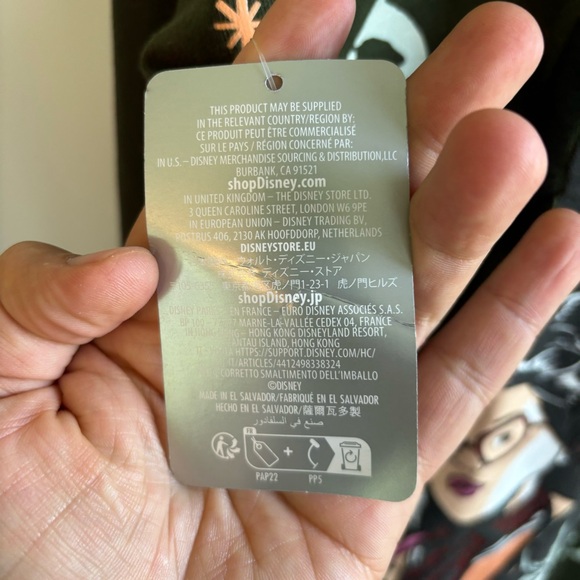 THIS PRODUCT MAY BE SUPPLIED
IN THE RELEVANT COUNTRY/REGION BY:
CE PRODUIT PEUT ÊTRE COMMERCIALISÉ
SUR LE PAYS / RÉGION CONCERNÉ PAR:
IN U.S. – DISNEY MERCHANDISE SOURCING & DISTRIBUTION, LLC
BURBANK, CA 91521
shopDisney.com
IN UNITED KINGDOM – THE DISNEY STORE LTD.
3 QUEEN CAROLINE STREET, LONDON W6 9PE
IN EUROPEAN UNION – DISNEY TRADING BV,
POSTBUS 406, 2130 AK HOOFDDORP, NETHERLANDS
DISNEYSTORE.EU
ウォルト・ディズニー・ジャパン
ディズニー・ストア
虎ノ門1-23-1 虎ノ門ヒルズ
shopDisney.jp
EN FRANCE – EURO DISNEY ASSOCIÉS S.A.S.
MARNE-LA-VALLÉE CEDEX 04, FRANCE
HONG KONG DISNEYLAND RESORT,
LANTAU ISLAND, HONG KONG
HTTPS://SUPPORT.DISNEY.COM/HC/
/ARTICLES/4412498338324
CORRETTO SMALTIMENTO DELL'IMBALLO
©DISNEY
MADE IN EL SALVADOR/FABRIQUÉ EN EL SALVADOR
HECHO EN EL SALVADOR/薩爾瓦多製
صنع في السلفادور
FR
+
PAP22 PP5